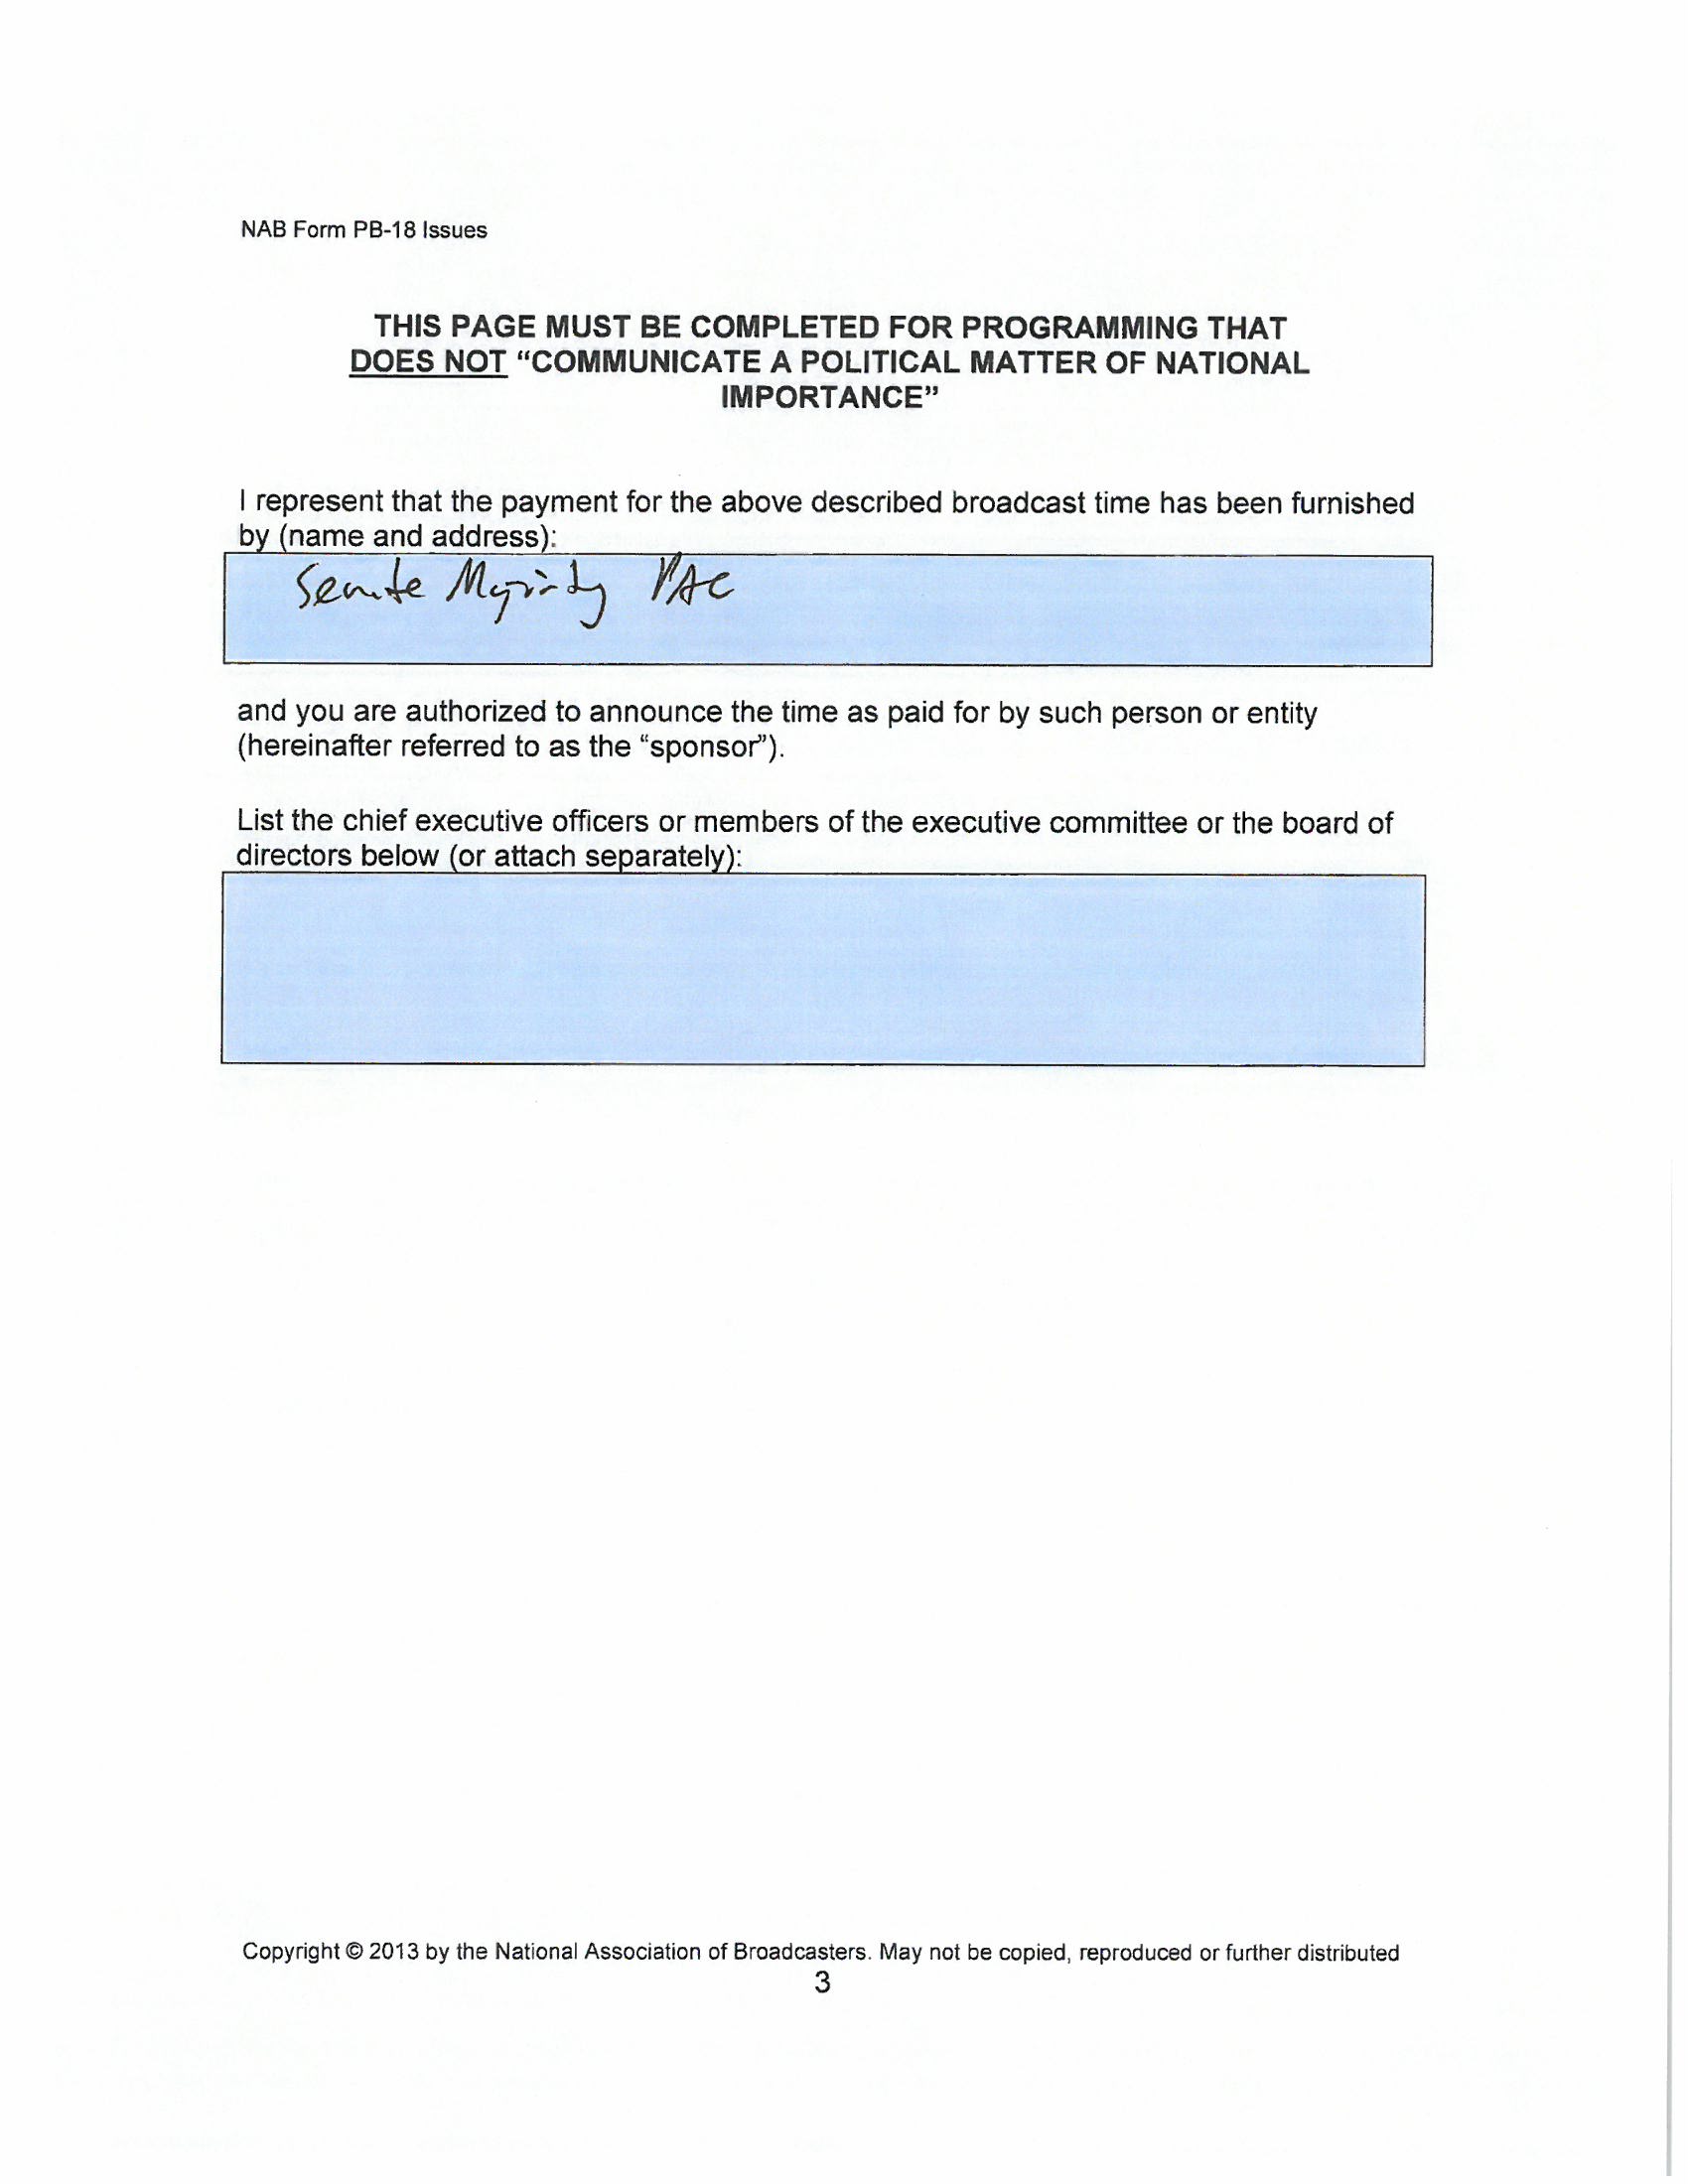 NAB Form PB-18 Issues
THIS PAGE MUST BE COMPLETED FOR PROGRAMMING THAT
DOES NOT “COMMUNICATE A POLITICAL MATTER OF NATIONAL
IMPORTANCE”
I represent that the payment for the above described broadcast time has been furnished
by (name and address):
Senate Majority PAC
and you are authorized to announce the time as paid for by such person or entity
(hereinafter referred to as the “sponsor”).
List the chief executive officers or members of the executive committee or the board of
directors below (or attach separately):
Copyright © 2013 by the National Association of Broadcasters. May not be copied, reproduced or further distributed
3